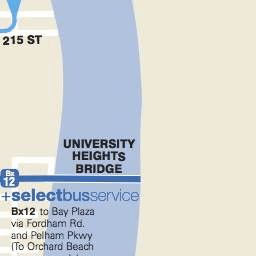 215 ST
UNIVERSITY
HEIGHTS
BRIDGE
Bx
12
+selectbusservice
Bx12 to Bay Plaza
via Fordham Rd.
and Pelham Pkwy
(To Orchard Beach